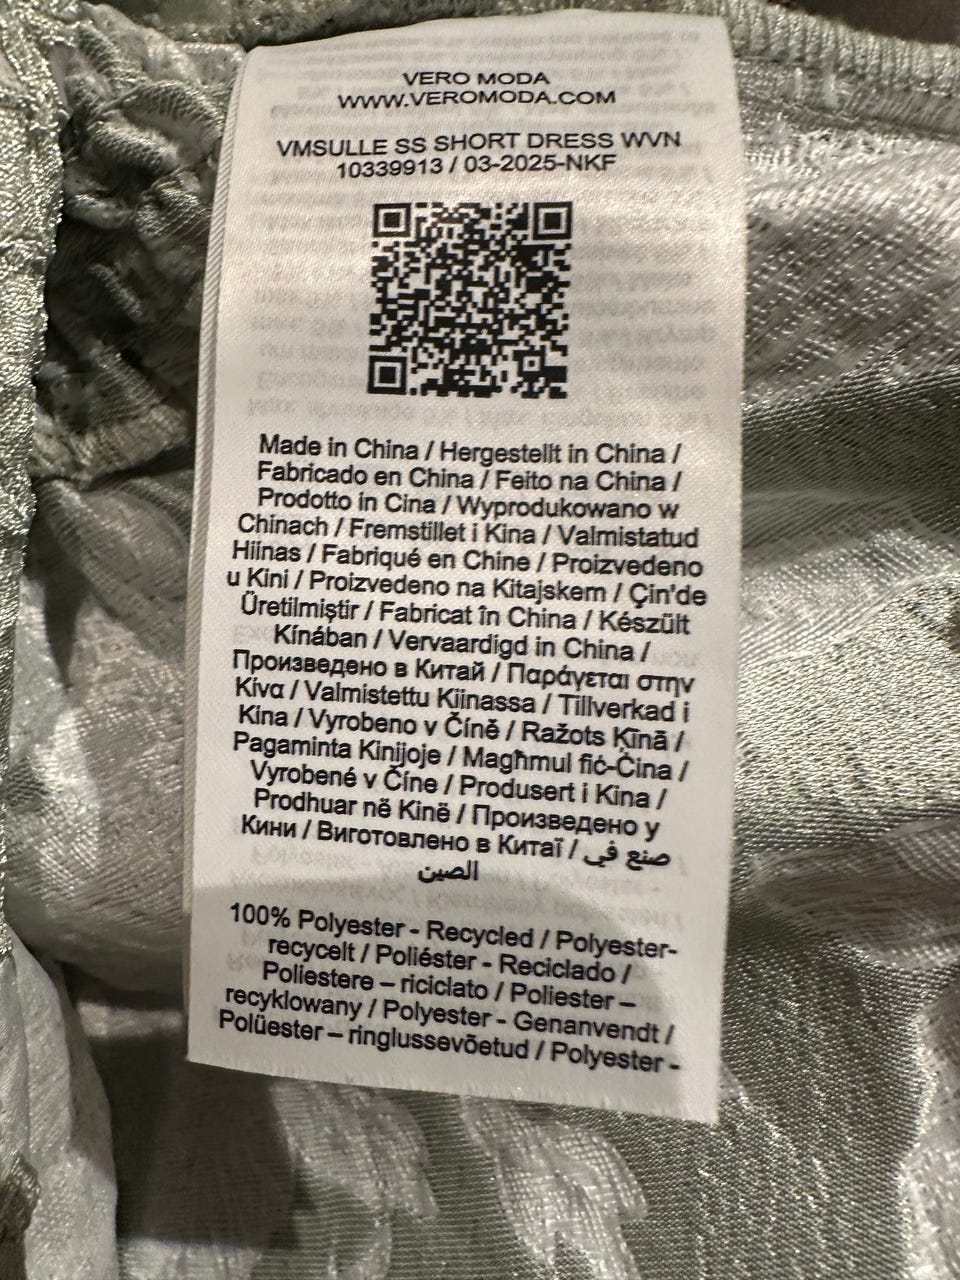 VERO MODA
WWW.VEROMODA.COM
VMSULLE SS SHORT DRESS WVN
10339913 / 03-2025-NKF
Made in China / Hergestellt in China /
Fabricado en China / Feito na China /
Prodotto in Cina / Wyprodukowano w
Chinach / Fremstillet i Kina / Valmistatud
Hiinas / Fabriqué en Chine / Proizvedeno
u Kini / Proizvedeno na Kitajskem / Çin'de
Üretilmiştir / Fabricat în China / Készült
Kínában / Vervaardigd in China /
Произведено в Китай / Παράγεται στην
Κίνα / Valmistettu Kiinassa / Tillverkad i
Kina / Vyrobeno v Číně / Ražots Ķīnā /
Pagaminta Kinijoje / Magħmul fiċ-Ċina /
Vyrobené v Číne / Produsert i Kina /
Prodhuar në Kinë / Произведено у
Кини / Виготовлено в Китаї / صنع في
الصين
100% Polyester - Recycled / Polyester-
recycelt / Poliéster - Reciclado /
Poliestere – riciclato / Poliester –
recyklowany / Polyester - Genanvendt /
Polüester – ringlussevõetud / Polyester -